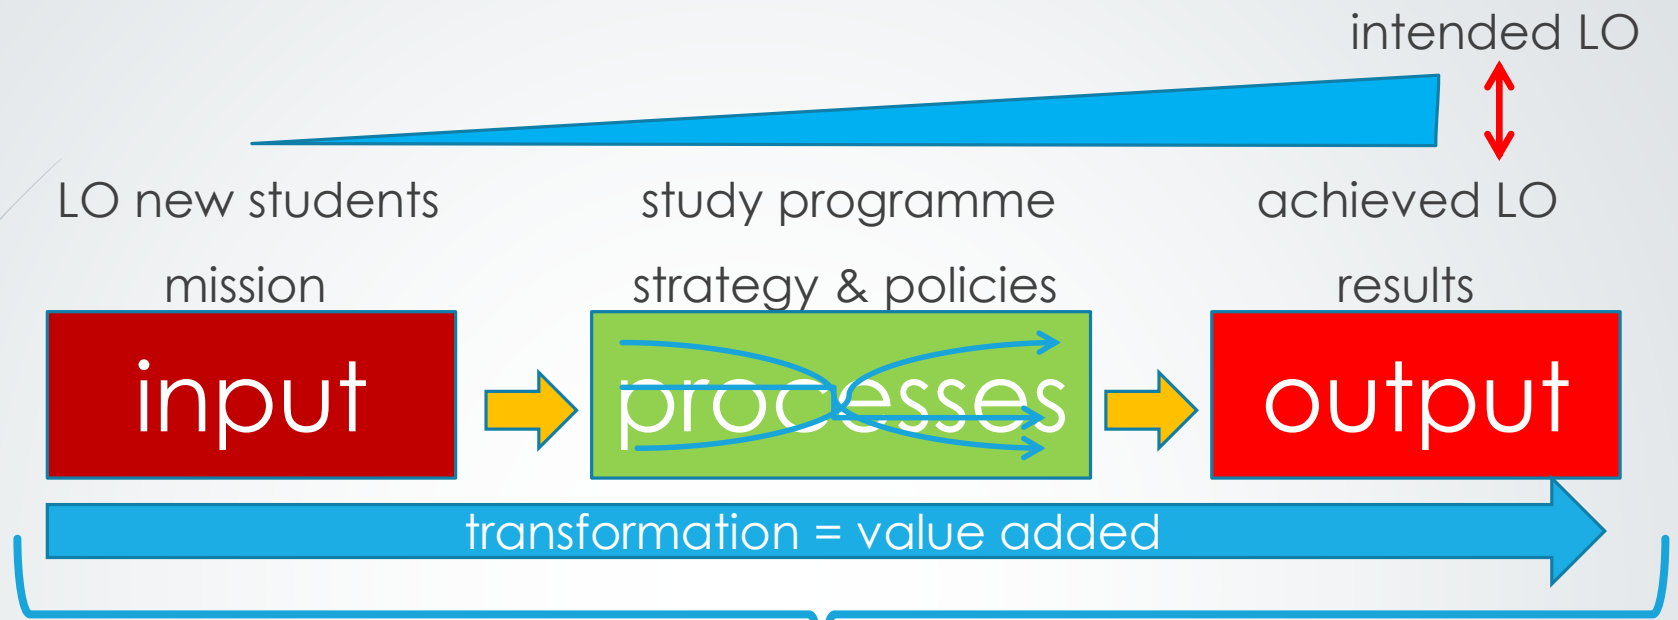 intended LO
LO new students study programme achieved LO
mission strategy & policies results
input processes output
transformation = value added